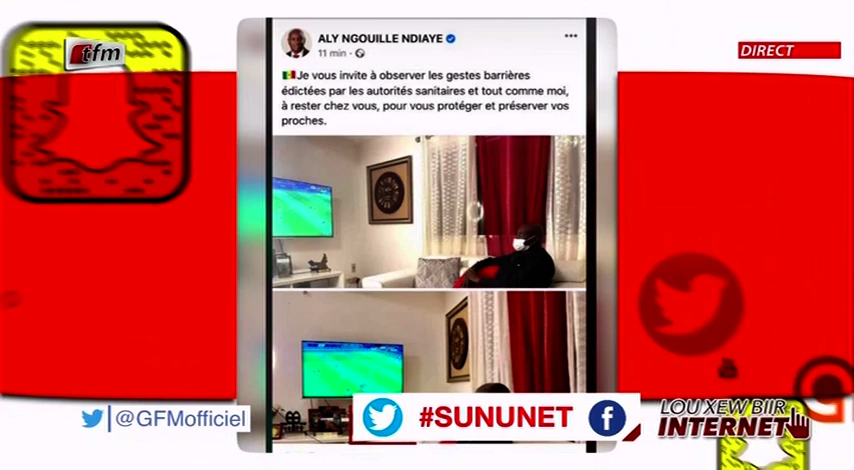 tfm
DIRECT
ALY NGOUILLE NDIAYE
11 min
Je vous invite à observer les gestes barrières
édictées par les autorités sanitaires et tout comme moi,
à rester chez vous, pour vous protéger et préserver vos
proches.
@GFMofficiel
#SUNUNET
LOU XEW BIIR
INTERNET